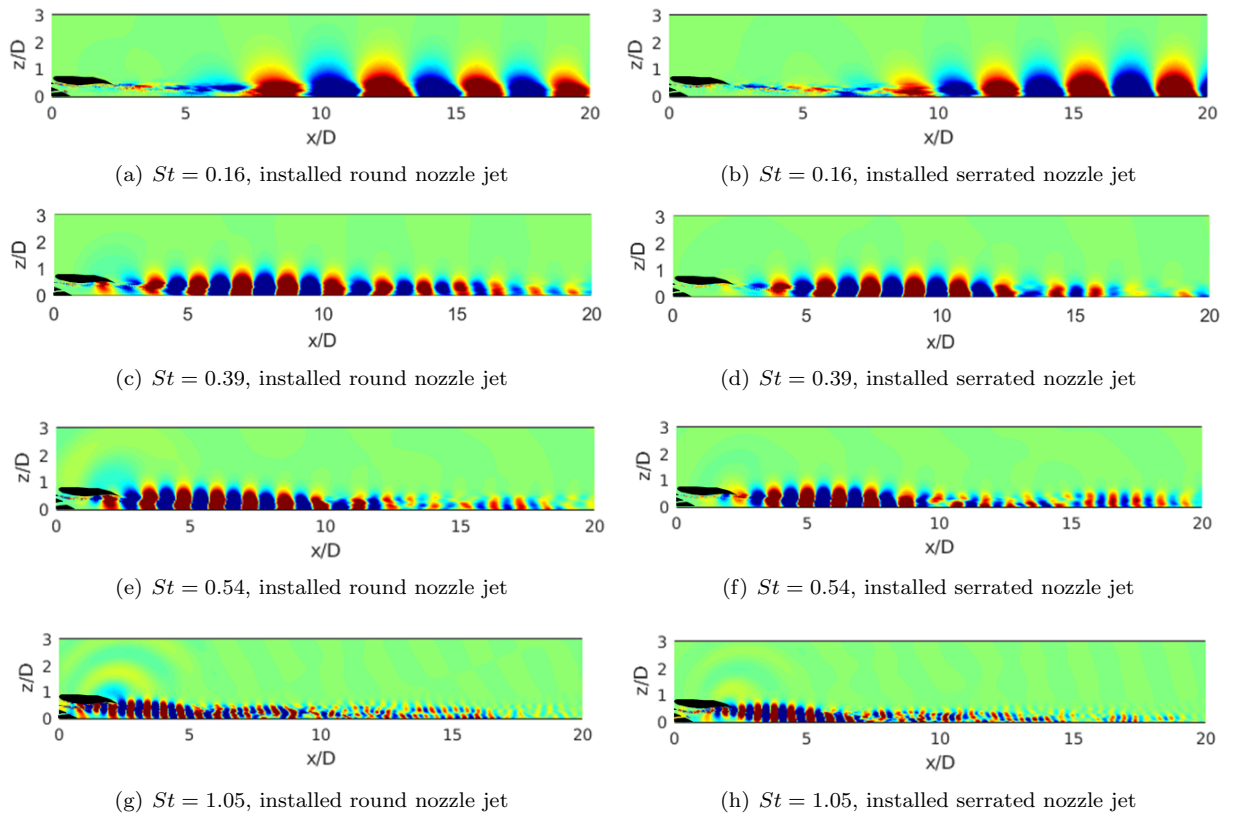 3
2
1
0
z/D
0 5 10 15 20
x/D
(a) St = 0.16, installed round nozzle jet
3
2
1
0
z/D
0 5 10 15 20
x/D
(b) St = 0.16, installed serrated nozzle jet
3
2
1
0
z/D
0 5 10 15 20
x/D
(c) St = 0.39, installed round nozzle jet
3
2
1
0
z/D
0 5 10 15 20
x/D
(d) St = 0.39, installed serrated nozzle jet
3
2
1
0
z/D
0 5 10 15 20
x/D
(e) St = 0.54, installed round nozzle jet
3
2
1
0
z/D
0 5 10 15 20
x/D
(f) St = 0.54, installed serrated nozzle jet
3
2
1
0
z/D
0 5 10 15 20
x/D
(g) St = 1.05, installed round nozzle jet
3
2
1
0
z/D
0 5 10 15 20
x/D
(h) St = 1.05, installed serrated nozzle jet